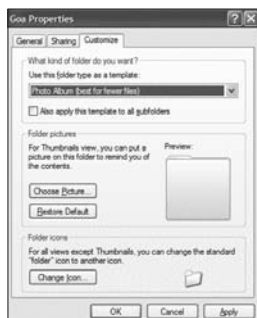 Goa Properties
General Sharing Customize
What kind of folder do you want?
Use this folder type as a template:
Photo Album (best for fewer files)
Also apply this template to all subfolders
Folder pictures
For Thumbnails view, you can put a
picture on this folder to remind you of
the contents.
Preview:
Choose Picture...
Restore Default
Folder icons
For all views except Thumbnails, you can change the standard
"folder" icon to another icon.
Change Icon...
OK Cancel Apply